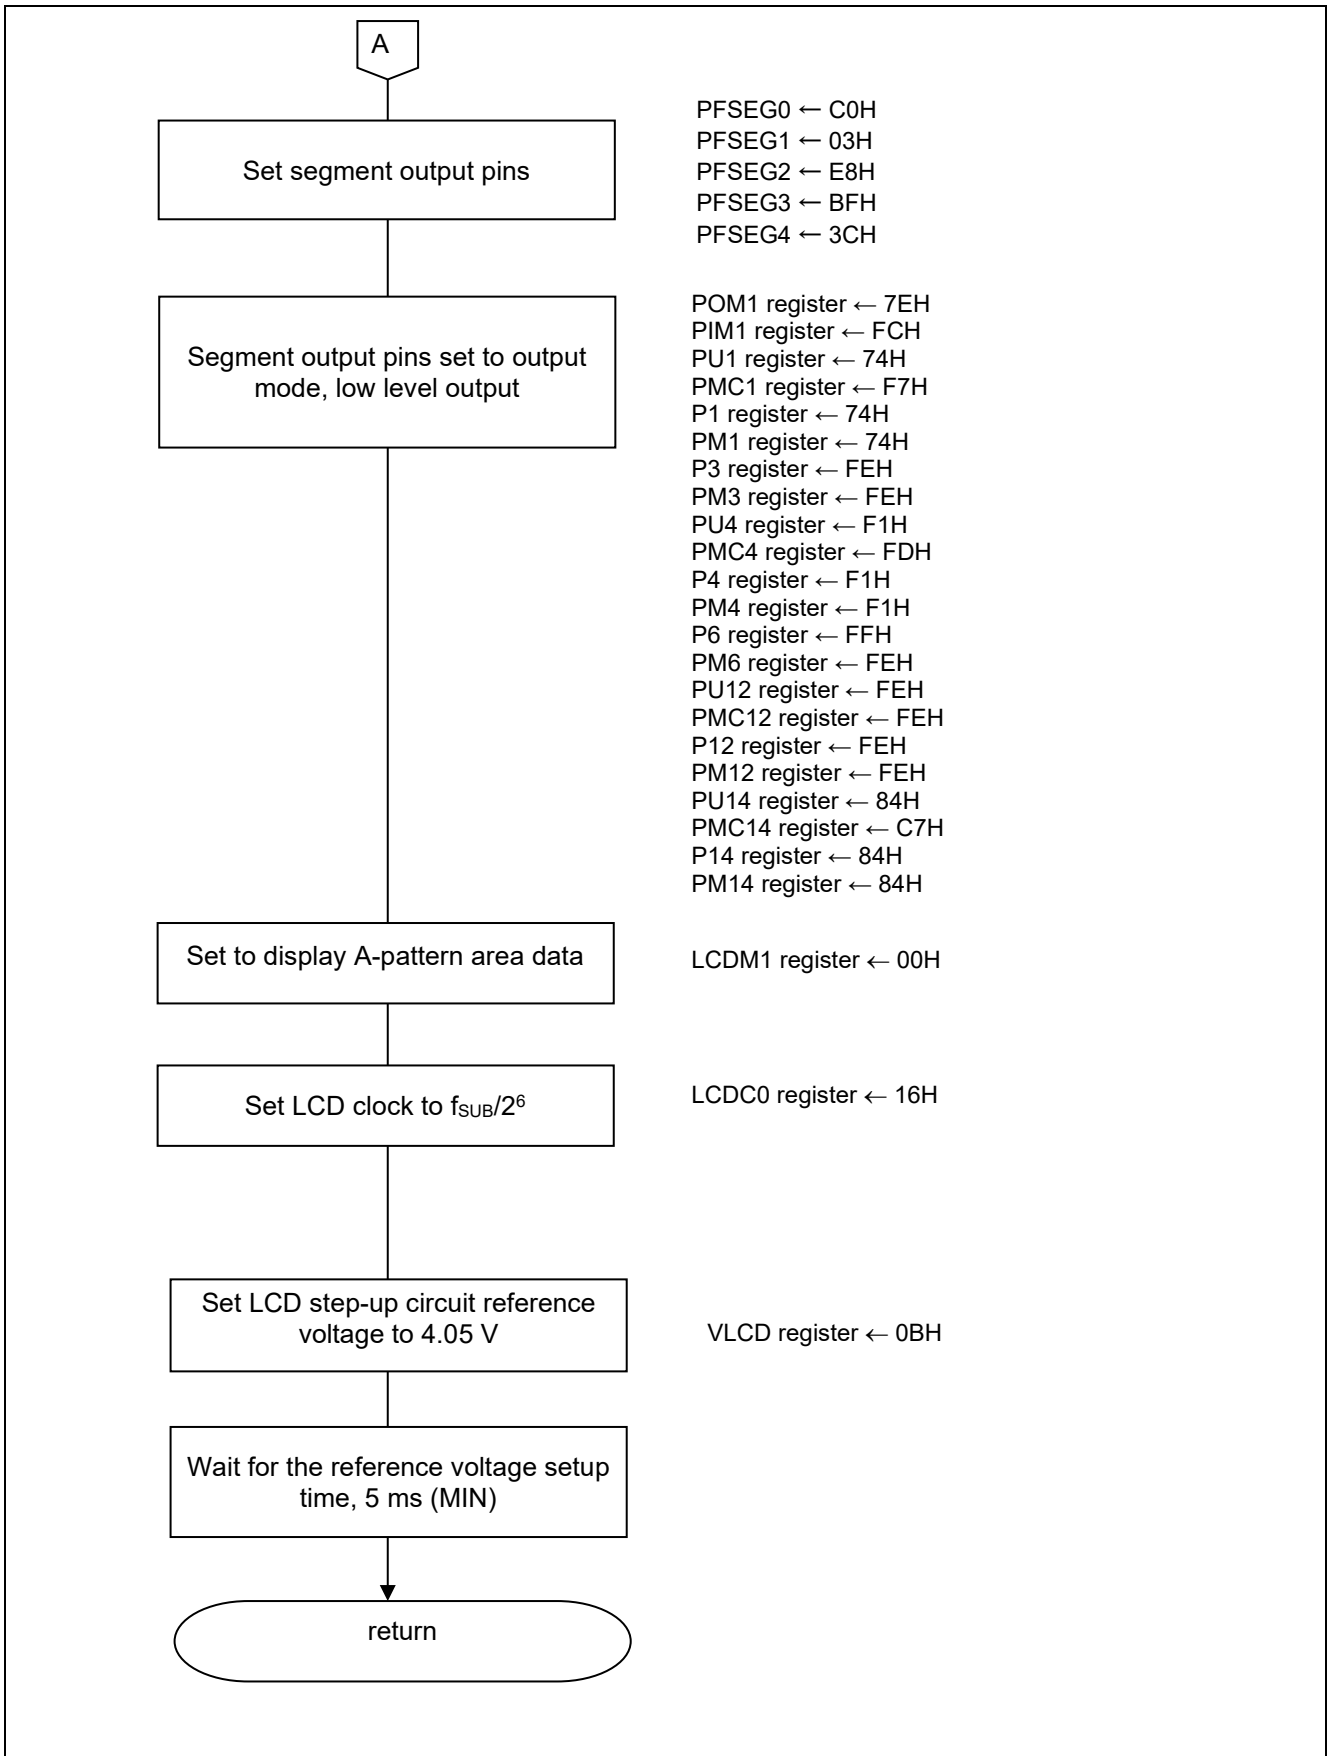 A
Set segment output pins
PFSEG0 ← C0H
PFSEG1 ← 03H
PFSEG2 ← E8H
PFSEG3 ← BFH
PFSEG4 ← 3CH
Segment output pins set to output
mode, low level output
POM1 register ← 7EH
PIM1 register ← FCH
PU1 register ← 74H
PMC1 register ← F7H
P1 register ← 74H
PM1 register ← 74H
P3 register ← FEH
PM3 register ← FEH
PU4 register ← F1H
PMC4 register ← FDH
P4 register ← F1H
PM4 register ← F1H
P6 register ← FFH
PM6 register ← FEH
PU12 register ← FEH
PMC12 register ← FEH
P12 register ← FEH
PM12 register ← FEH
PU14 register ← 84H
PMC14 register ← C7H
P14 register ← 84H
PM14 register ← 84H
Set to display A-pattern area data
LCDM1 register ← 00H
Set LCD clock to fSUB/2⁶
LCDC0 register ← 16H
Set LCD step-up circuit reference
voltage to 4.05 V
VLCD register ← 0BH
Wait for the reference voltage setup
time, 5 ms (MIN)
return